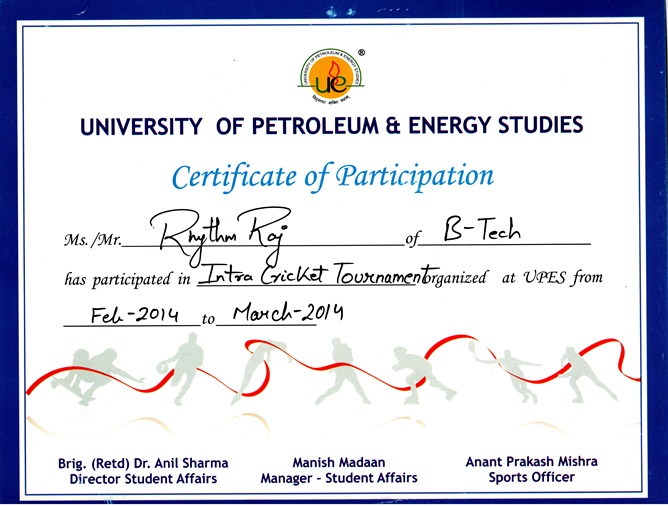 UNIVERSITY OF PETROLEUM & ENERGY STUDIES
®
UPE
UNIVERSITY OF PETROLEUM & ENERGY STUDIES
Certificate of Participation
Ms./Mr. Rhythm Raj of B-Tech
has participated in Intra Cricket Tournament organized at UPES from
Feb-2014 to March-2014
Brig. (Retd) Dr. Anil Sharma Manish Madaan Anant Prakash Mishra
Director Student Affairs Manager - Student Affairs Sports Officer